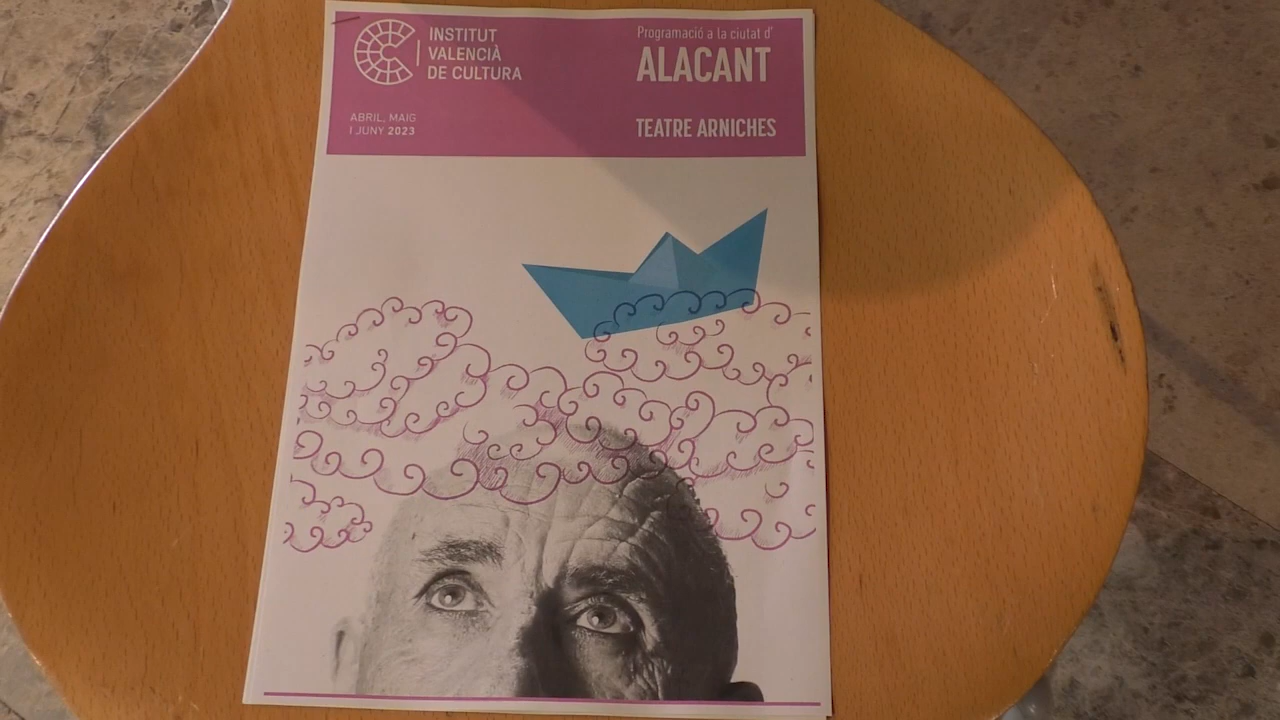 INSTITUT
VALENCIÀ
DE CULTURA
ABRIL, MAIG
I JUNY 2023
Programació a la ciutat d'
ALACANT
TEATRE ARNICHES